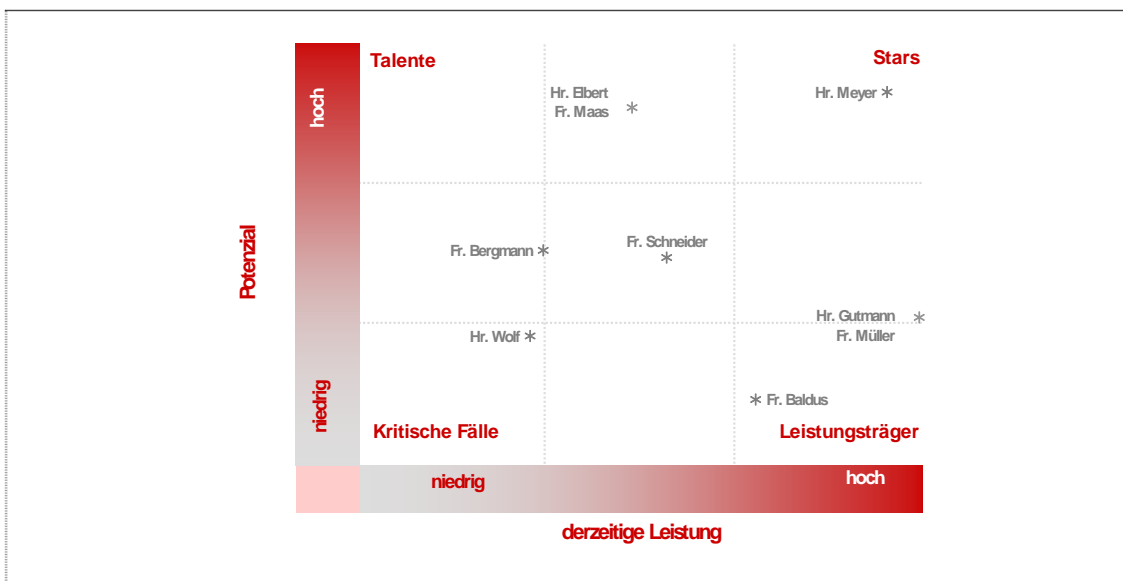 Talente
Stars
hoch
Hr. Elbert
Fr. Maas
Hr. Meyer
Potenzial
Fr. Bergmann
Fr. Schneider
Hr. Gutmann
Fr. Müller
Hr. Wolf
niedrig
Fr. Baldus
Kritische Fälle
Leistungsträger
niedrig
hoch
derzeitige Leistung